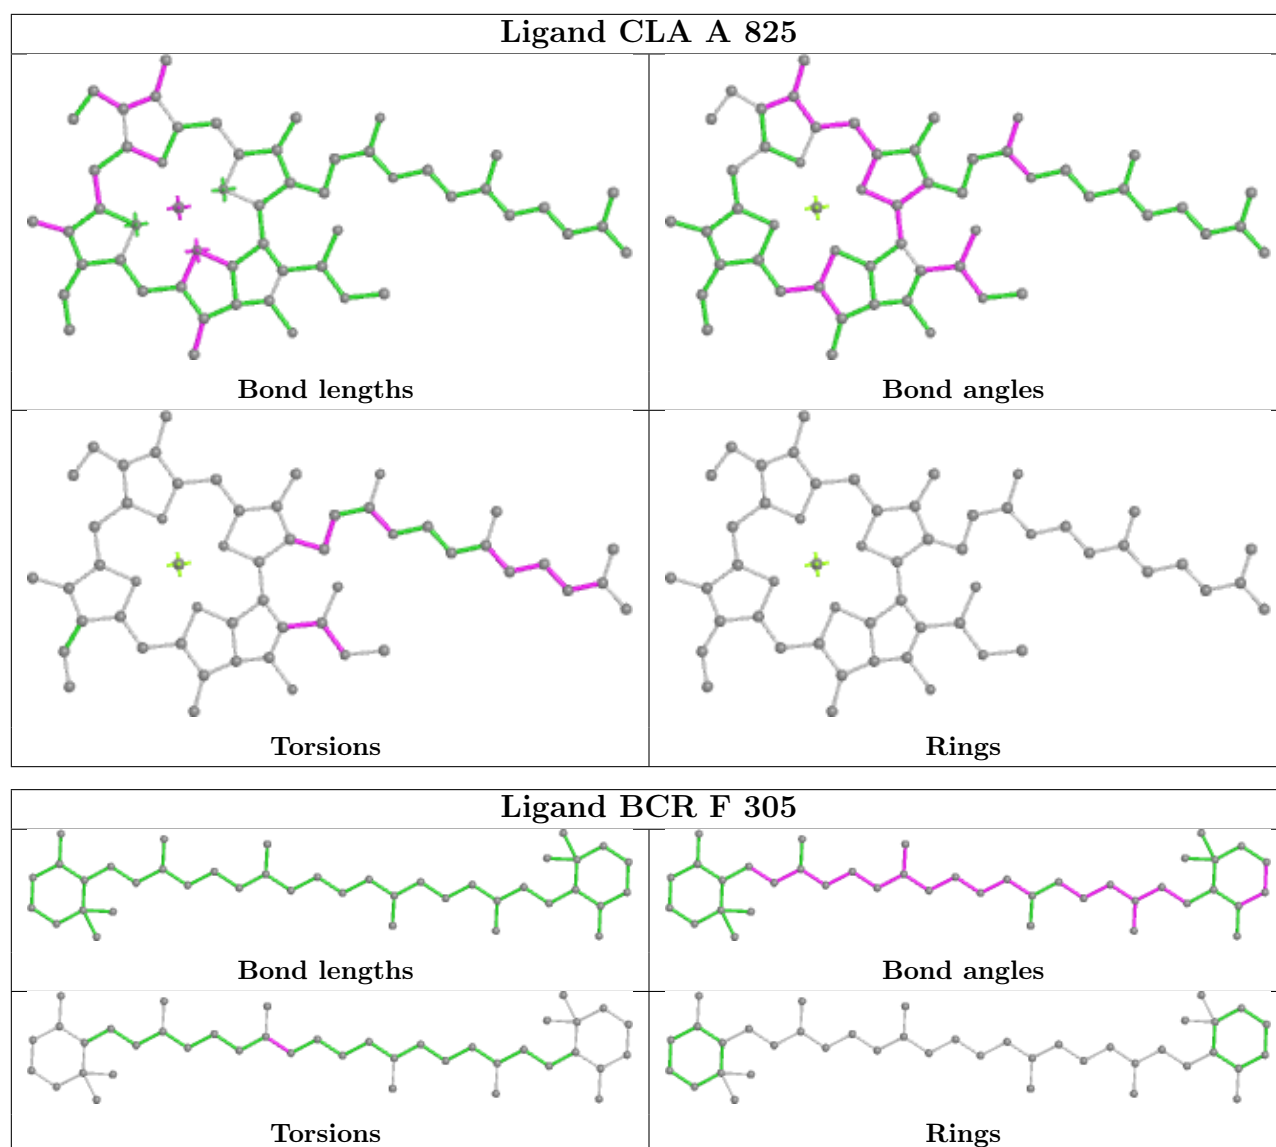 Ligand CLA A 825
Bond lengths
Bond angles
Torsions
Rings
Ligand BCR F 305
Bond lengths
Bond angles
Torsions
Rings